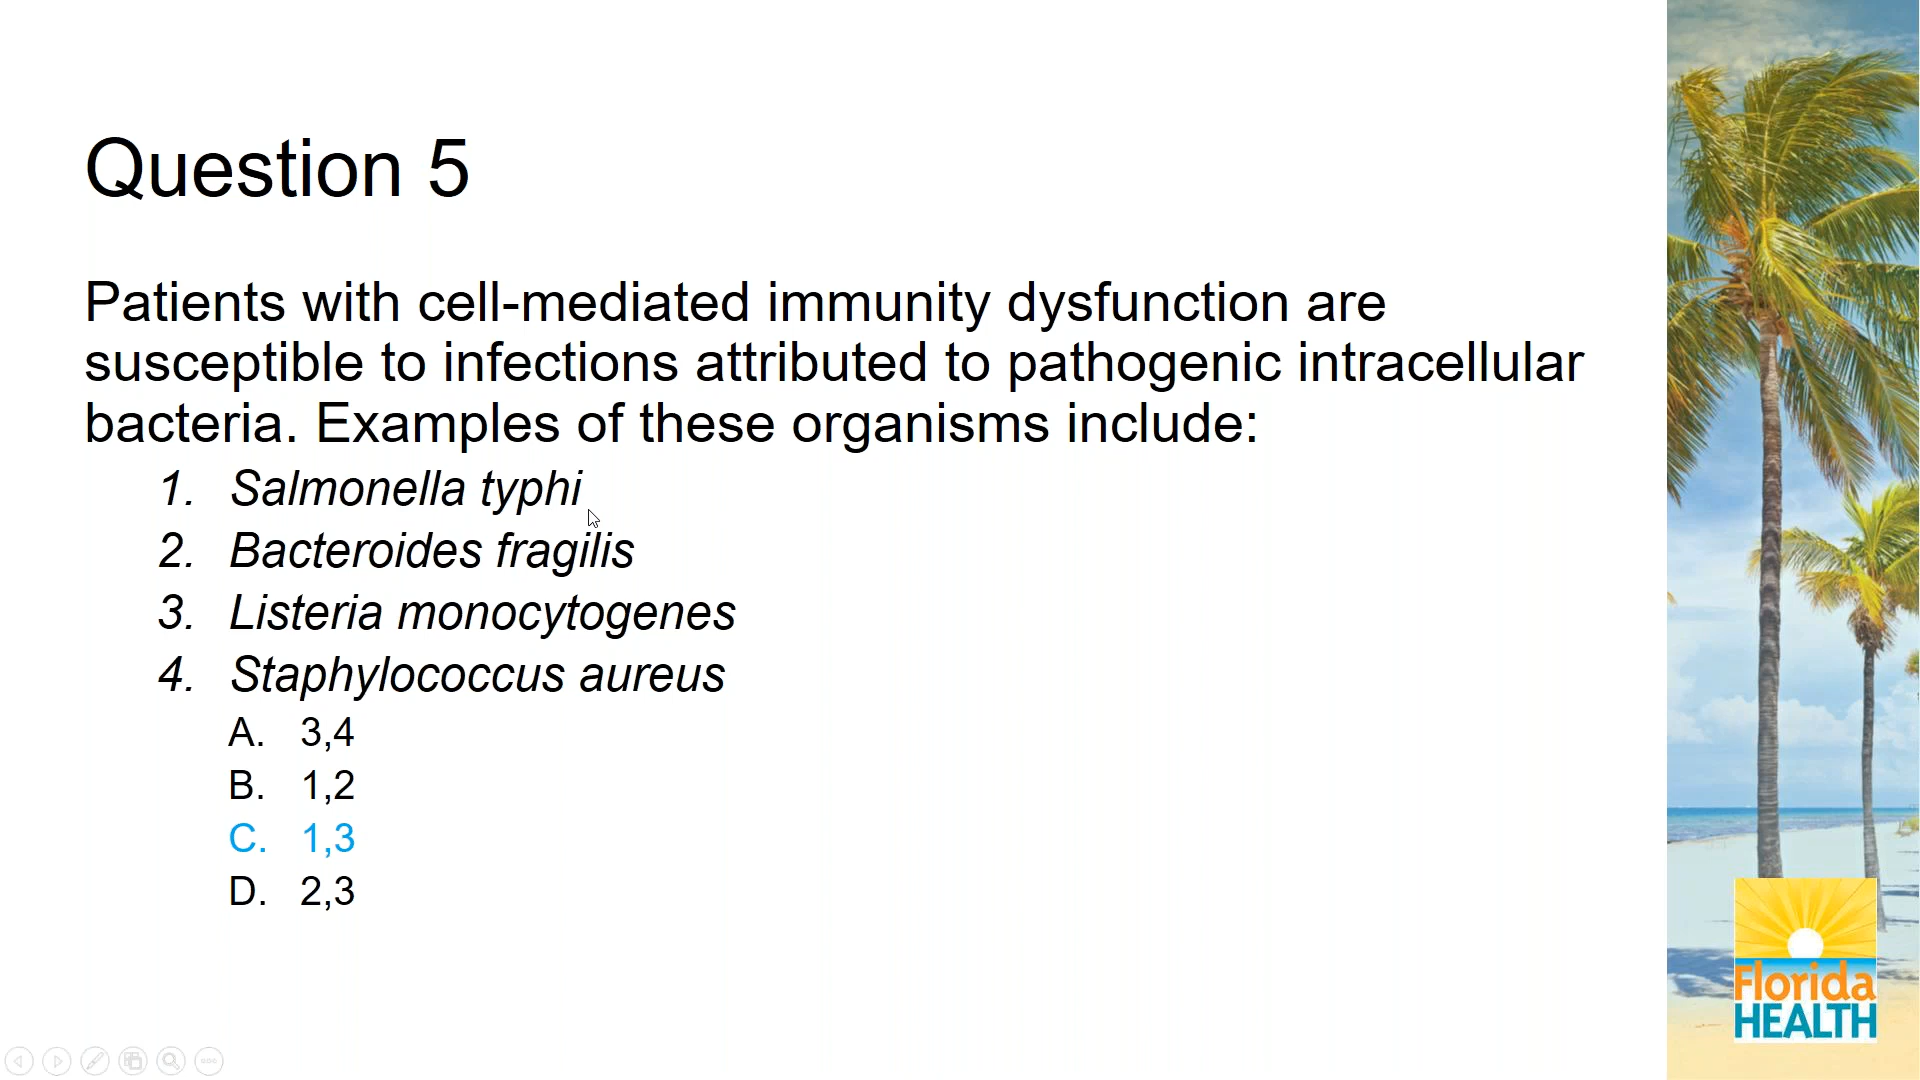 Question 5
Patients with cell-mediated immunity dysfunction are
susceptible to infections attributed to pathogenic intracellular
bacteria. Examples of these organisms include:
1. Salmonella typhi
2. Bacteroides fragilis
3. Listeria monocytogenes
4. Staphylococcus aureus
A. 3,4
B. 1,2
C. 1,3
D. 2,3
Florida
HEALTH